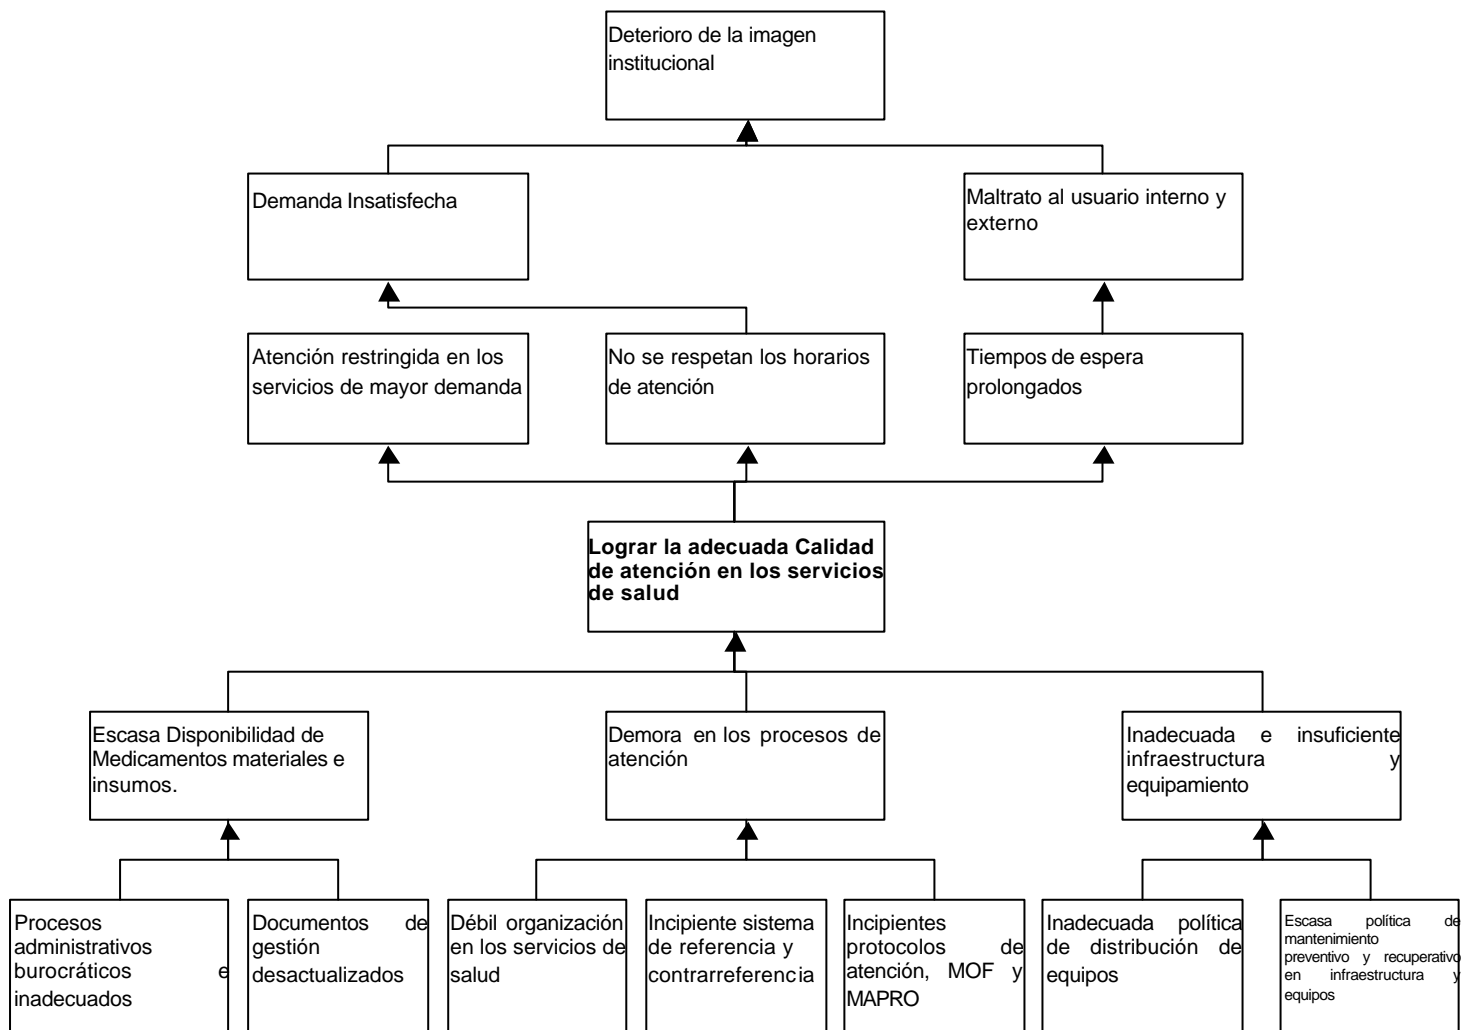 Deterioro de la imagen
institucional
Demanda Insatisfecha
Maltrato al usuario interno y
externo
Atención restringida en los
servicios de mayor demanda
No se respetan los horarios
de atención
Tiempos de espera
prolongados
Lograr la adecuada Calidad
de atención en los servicios
de salud
Escasa Disponibilidad de
Medicamentos materiales e
insumos.
Demora en los procesos de
atención
Inadecuada e insuficiente
infraestructura y
equipamiento
Procesos
administrativos
burocráticos e
inadecuados
Documentos de
gestión
desactualizados
Débil organización
en los servicios de
salud
Incipiente sistema
de referencia y
contrarreferencia
Incipientes
protocolos de
atención, MOF y
MAPRO
Inadecuada política
de distribución de
equipos
Escasa política de
mantenimiento
preventivo y recuperativo
en infraestructura y
equipos